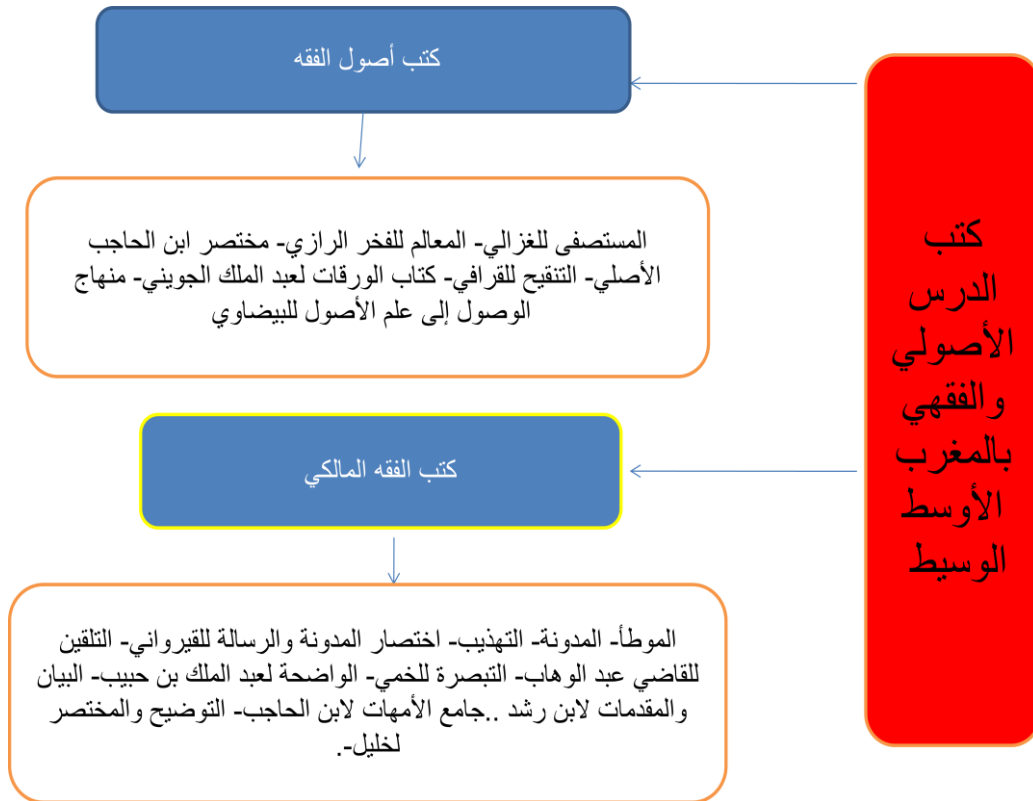 كتب أصول الفقه
كتب
الدرس
الأصولي
والفقهي
بالمغرب
الأوسط
الوسيط
المستصفى للغزالي- المعالم للفخر الرازي- مختصر ابن الحاجب
الأصلي- التنقيح للقرافي- كتاب الورقات لعبد الملك الجويني- منهاج
الوصول إلى علم الأصول للبيضاوي
كتب الفقه المالكي
الموطأ- المدونة- التهذيب- اختصار المدونة والرسالة للقيرواني- التلقين
للقاضي عبد الوهاب- التبصرة للخمي- الواضحة لعبد الملك بن حبيب- البيان
والمقدمات لابن رشد ..جامع الأمهات لابن الحاجب- التوضيح والمختصر
لخليل-.